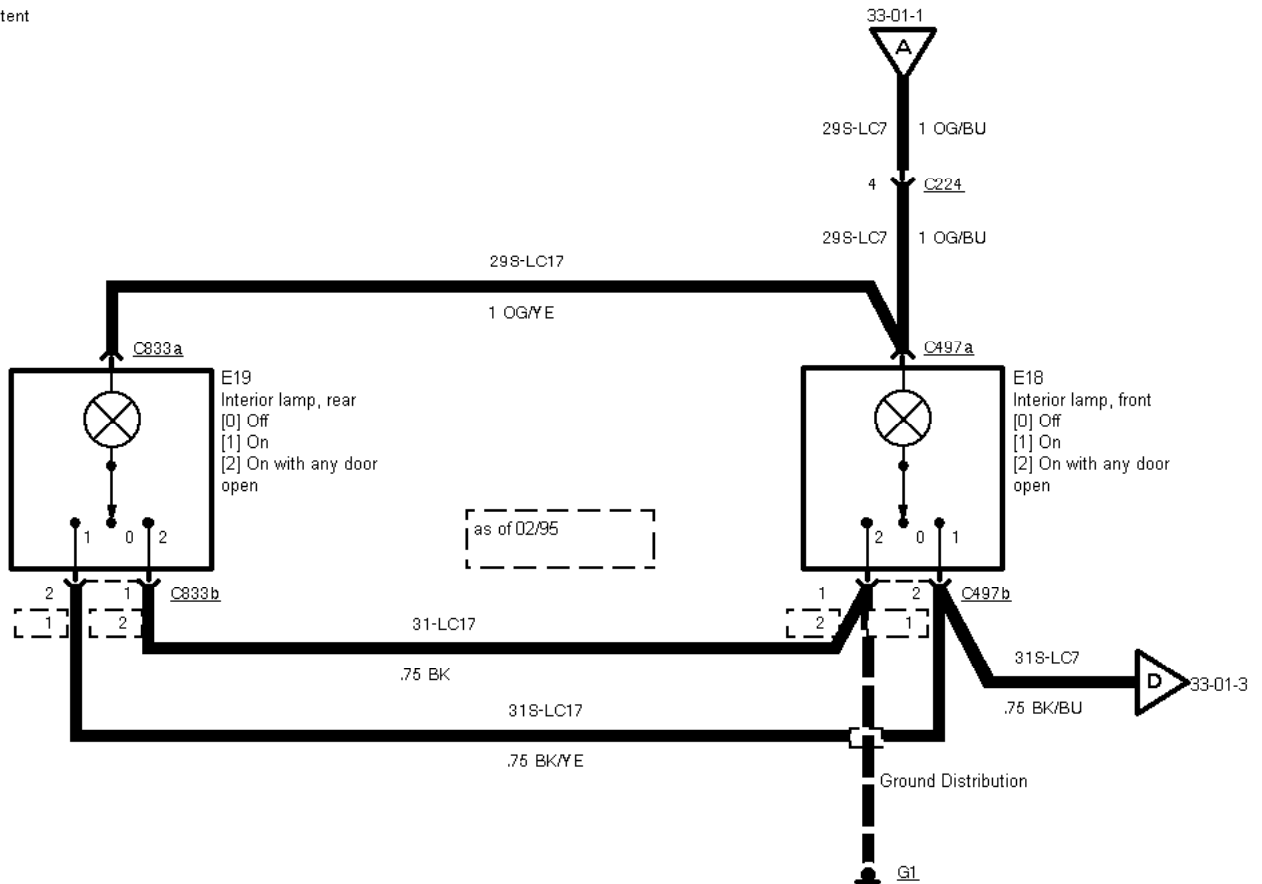 tent
33-01-1
A
29S-LC7 1 OG/BU
4 C224
29S-LC7 1 OG/BU
29S-LC17
1 OG/YE
C833a
C497a
E19
Interior lamp, rear
[0] Off
[1] On
[2] On with any door
open
E18
Interior lamp, front
[0] Off
[1] On
[2] On with any door
open
as of 02/95
1 0 2
2 0 1
2 1 C833b
1 2 C497b
1 2
2 1
31-LC17
.75 BK
31S-LC7
D 33-01-3
.75 BK/BU
31S-LC17
.75 BK/YE
Ground Distribution
G1